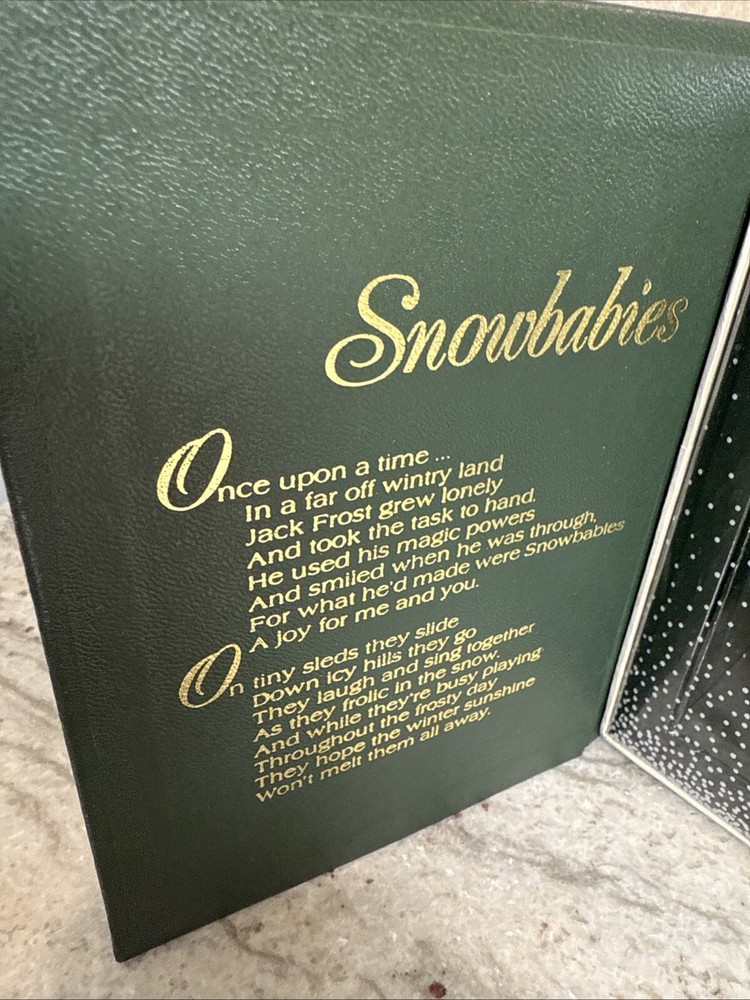 Snowbabies
Once upon a time ...
In a far off wintry land
Jack Frost grew lonely
And took the task to hand.
He used his magic powers
And smiled when he was through,
For what he'd made were Snowbabies
A joy for me and you.
On tiny sleds they slide
Down icy hills they go
They laugh and sing together
As they frolic in the snow.
And while they're busy playing
Throughout the frosty day
They hope the winter sunshine
Won't melt them all away.